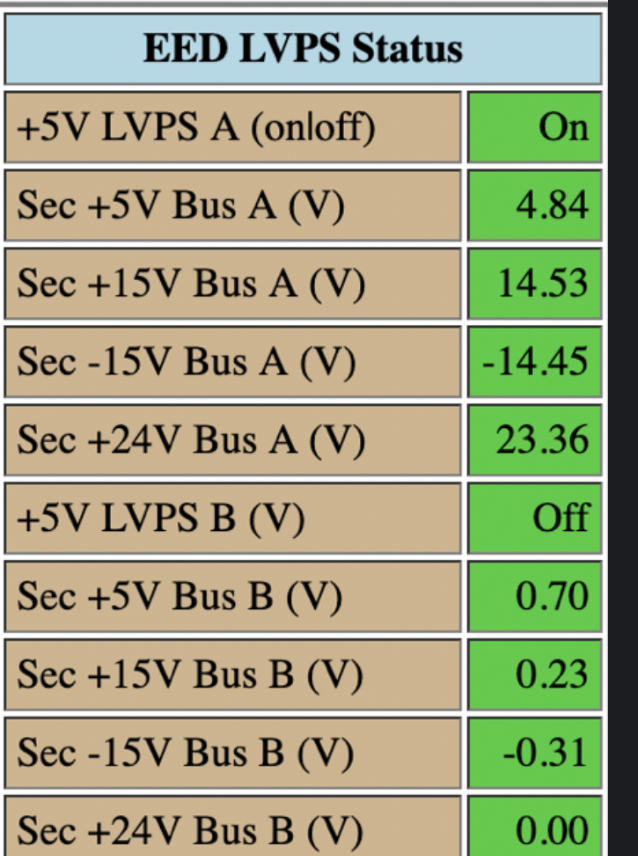 EED LVPS Status
+5V LVPS A (onloff) On
Sec +5V Bus A (V) 4.84
Sec +15V Bus A (V) 14.53
Sec -15V Bus A (V) -14.45
Sec +24V Bus A (V) 23.36
+5V LVPS B (V) Off
Sec +5V Bus B (V) 0.70
Sec +15V Bus B (V) 0.23
Sec -15V Bus B (V) -0.31
Sec +24V Bus B (V) 0.00